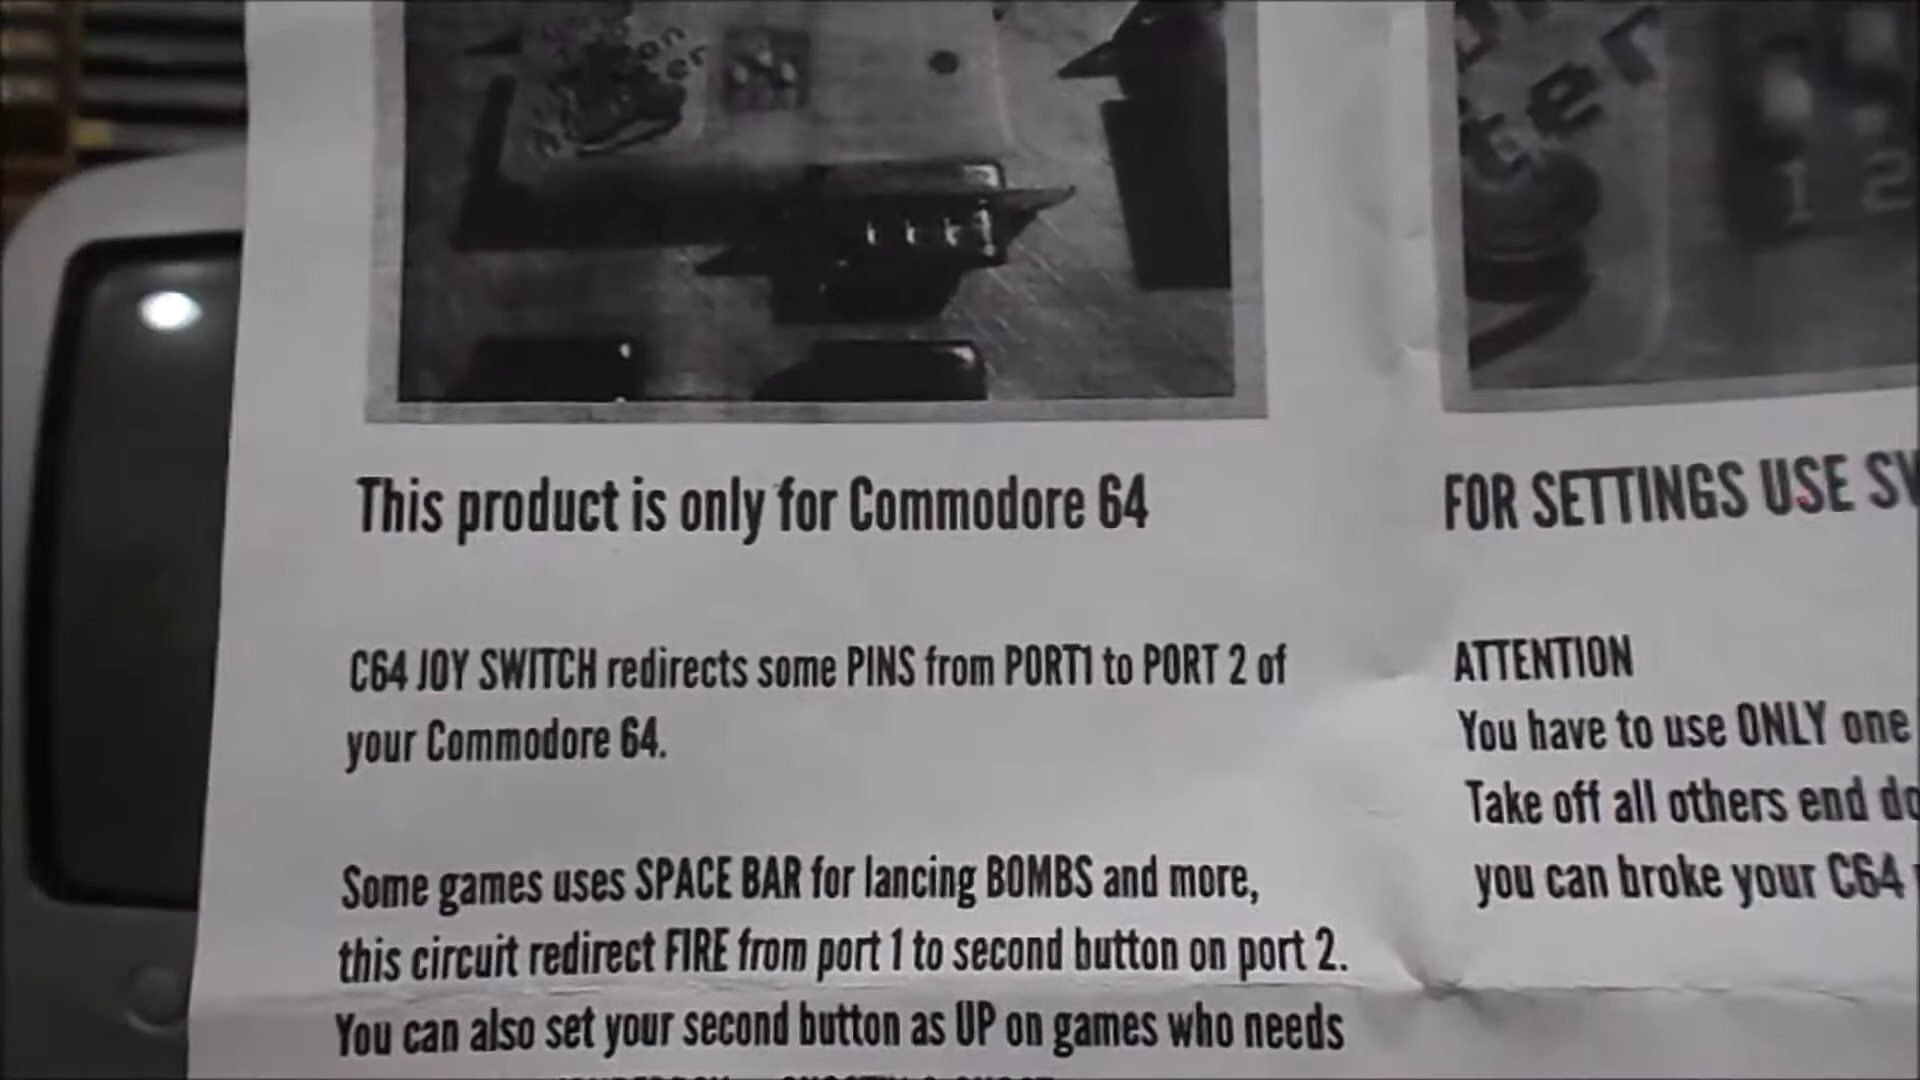 1 2
This product is only for Commodore 64
C64 JOY SWITCH redirects some PINS from PORT1 to PORT 2 of
your Commodore 64.
Some games uses SPACE BAR for lancing BOMBS and more,
this circuit redirect FIRE from port 1 to second button on port 2.
You can also set your second button as UP on games who needs
FOR SETTINGS USE
ATTENTION
You have to use ONLY one
Take off all others end
you can broke your C64